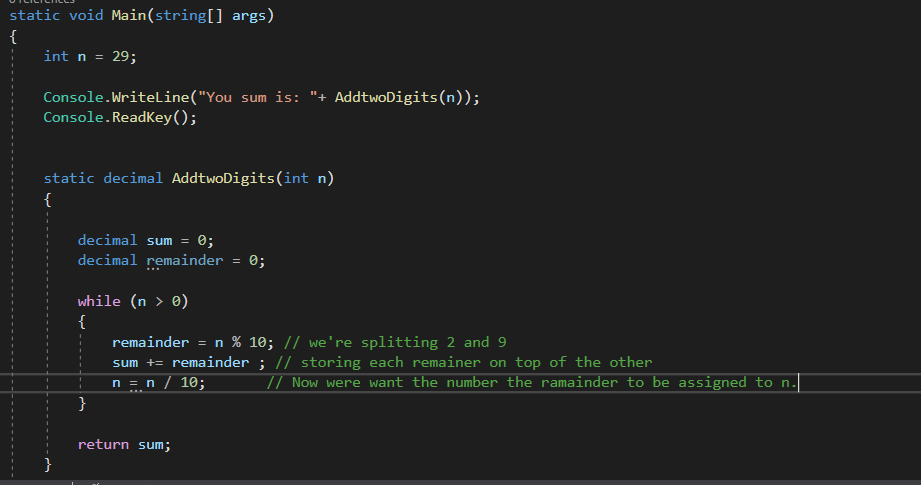 0 references
static void Main(string[] args)
{
int n = 29;
Console.WriteLine("You sum is: "+ AddtwoDigits(n));
Console.ReadKey();
static decimal AddtwoDigits(int n)
{
decimal sum = 0;
decimal remainder = 0;
while (n > 0)
{
remainder = n % 10; // we're splitting 2 and 9
sum += remainder ; // storing each remainer on top of the other
n = n / 10; // Now were want the number the ramainder to be assigned to n.
}
return sum;
}